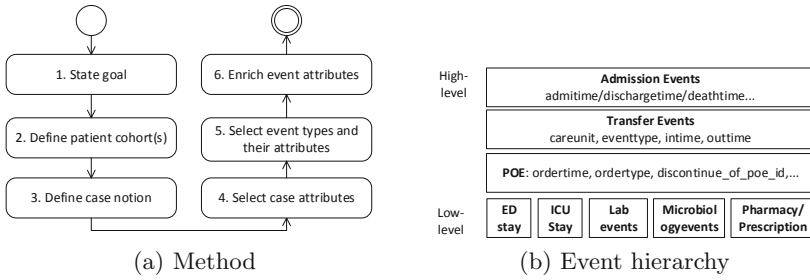 1. State goal
2. Define patient cohort(s)
3. Define case notion
6. Enrich event attributes
5. Select event types and
their attributes
4. Select case attributes
(a) Method
High-
level
Admission Events
admitime/dischargetime/deathtime...
Transfer Events
careunit, eventtype, intime, outtime
POE: ordertime, ordertype, discontinue_of_poe_id,...
Low-
level
ED
stay
ICU
Stay
Lab
events
Microbiol
ogyevents
Pharmacy/
Prescription
(b) Event hierarchy